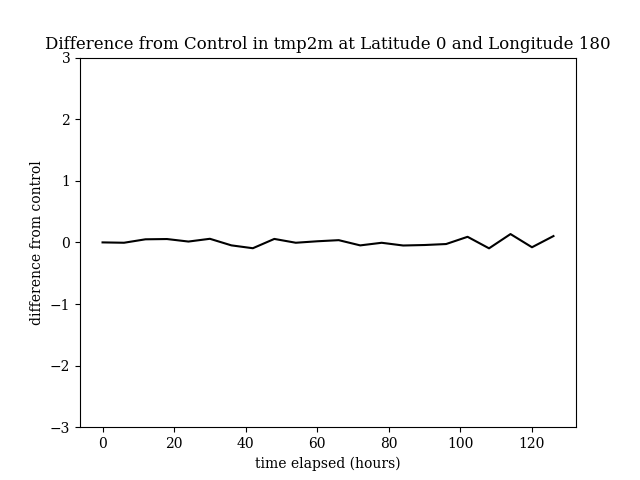 Difference from Control in tmp2m at Latitude 0 and Longitude 180
3
2
1
0
−1
−2
−3
difference from control
0 20 40 60 80 100 120
time elapsed (hours)